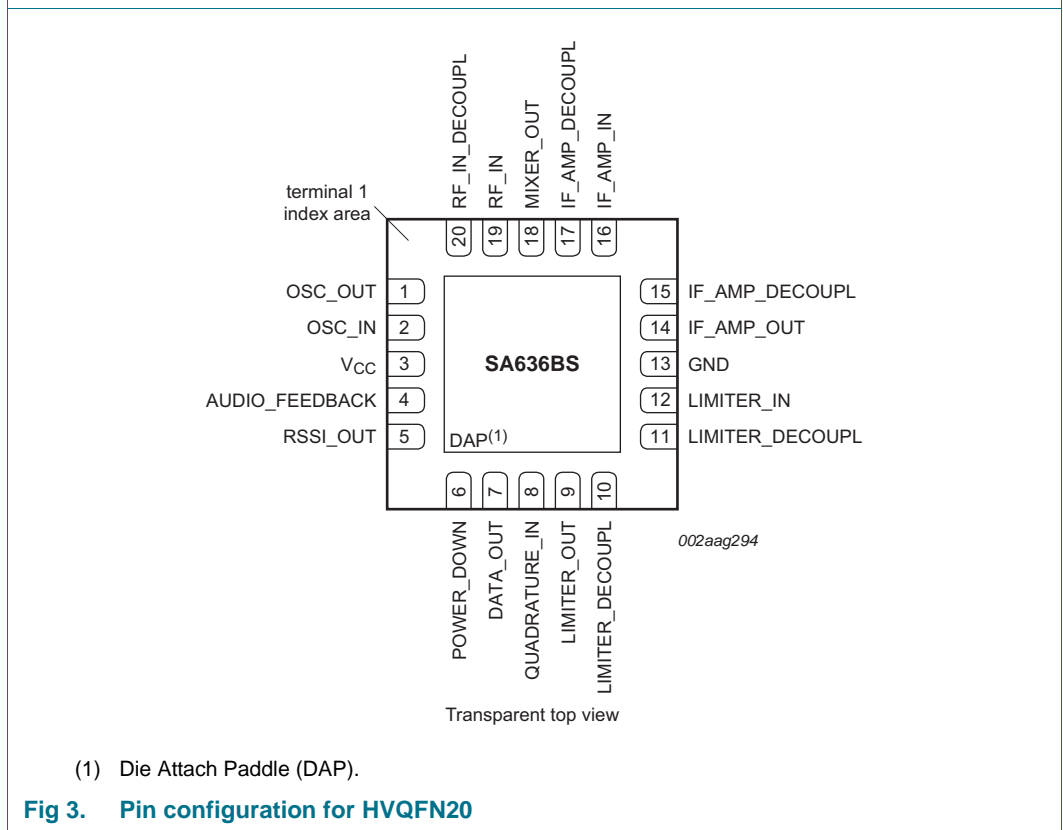 RF_IN_DECOUPL
RF_IN
MIXER_OUT
IF_AMP_DECOUPL
IF_AMP_IN
terminal 1
index area
20
19
18
17
16
OSC_OUT 1
OSC_IN 2
VCC 3
AUDIO_FEEDBACK 4
RSSI_OUT 5
SA636BS
DAP(1)
15 IF_AMP_DECOUPL
14 IF_AMP_OUT
13 GND
12 LIMITER_IN
11 LIMITER_DECOUPL
6
7
8
9
10
POWER_DOWN
DATA_OUT
QUADRATURE_IN
LIMITER_OUT
LIMITER_DECOUPL
002aag294
Transparent top view
(1) Die Attach Paddle (DAP).
Fig 3. Pin configuration for HVQFN20